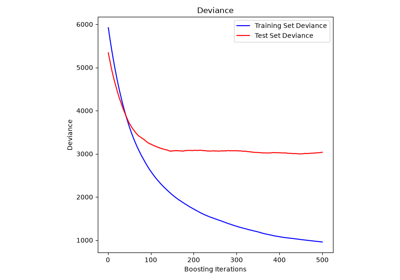 Deviance
Training Set Deviance
Test Set Deviance
6000
5000
4000
3000
2000
1000
Deviance
0
100
200
300
400
500
Boosting Iterations